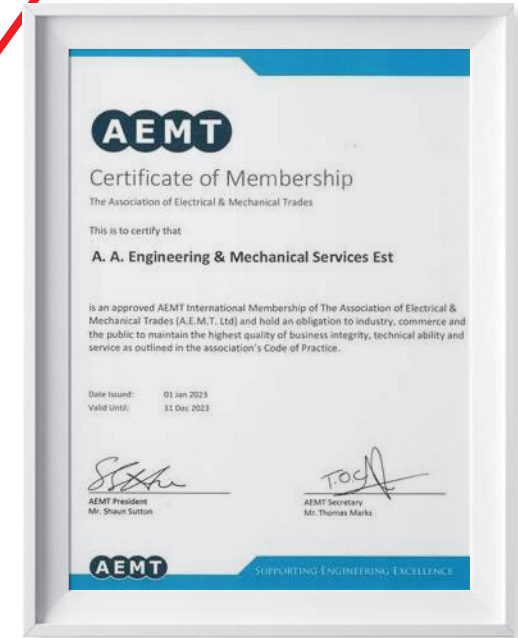 AEMT
Certificate of Membership
The Association of Electrical & Mechanical Trades
This is to certify that
A. A. Engineering & Mechanical Services Est
is an approved AEMT International Membership of The Association of Electrical &
Mechanical Trades (A.E.M.T. Ltd) and hold an obligation to industry, commerce and
the public to maintain the highest quality of business integrity, technical ability and
service as outlined in the association's Code of Practice.
Date Issued: 01 Jan 2023
Valid Until: 31 Dec 2023
AEMT President
Mr. Shaun Sutton
AEMT Secretary
Mr. Thomas Marks
AEMT
SUPPORTING ENGINEERING EXCELLENCE